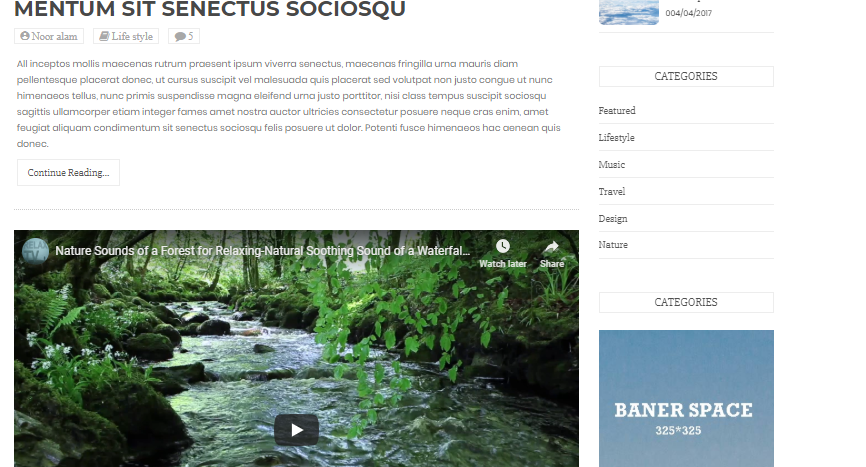 MENTUM SIT SENECTUS SOCIOSQU
Noor alam
Life style
5
All inceptos mollis maecenas rutrum praesent ipsum viverra senectus, maecenas fringilla urna mauris diam
pellentesque placerat donec, ut cursus suscipit vel malesuada quis placerat sed volutpat non justo congue ut nunc
himenaeos tellus, nunc primis suspendisse magna eleifend urna justo porttitor, nisi class tempus suscipit sociosqu
sagittis ullamcorper etiam integer fames amet nostra auctor ultricies consectetur posuere neque cras enim, amet
feugiat aliquam condimentum sit senectus sociosqu felis posuere ut dolor. Potenti fusce himenaeos hac aenean quis
donec.
Continue Reading...
RELAX
TV
Nature Sounds of a Forest for Relaxing-Natural Soothing Sound of a Waterfal...
Watch later
Share
004/04/2017
CATEGORIES
Featured
Lifestyle
Music
Travel
Design
Nature
CATEGORIES
BANER SPACE
325*325